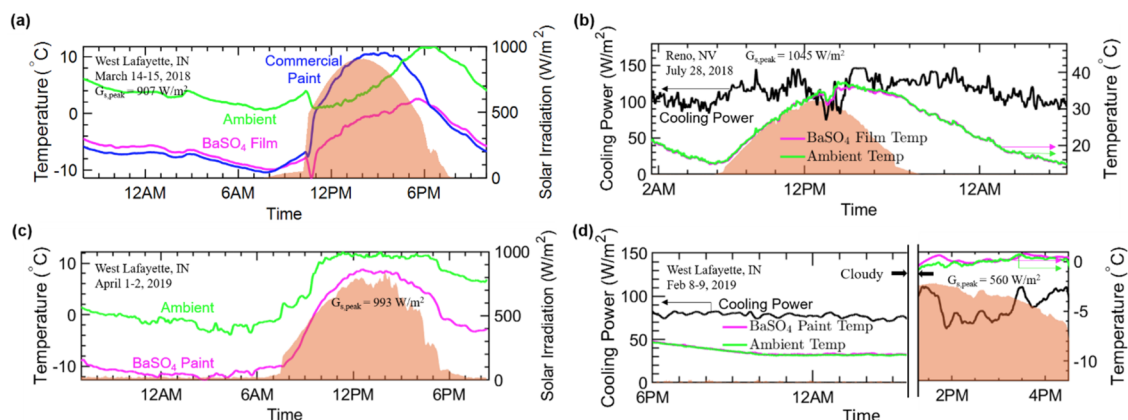 (a)
Temperature (°C)
10
0
-10
West Lafayette, IN
March 14-15, 2018
Gs,peak = 907 W/m²
Commercial
Paint
Ambient
BaSO4 Film
1000
500
0
Solar Irradiation (W/m²)
12AM 6AM 12PM 6PM
Time
(b)
Cooling Power (W/m²)
150
100
50
0
Reno, NV
July 28, 2018
Gs,peak = 1045 W/m²
Cooling Power
BaSO4 Film Temp
Ambient Temp
40
30
20
Temperature (°C)
2AM 12PM 12AM
Time
(c)
Temperature (°C)
10
0
-10
West Lafayette, IN
April 1-2, 2019
Gs,peak = 993 W/m²
Ambient
BaSO4 Paint
1000
500
0
Solar Irradiation (W/m²)
12AM 6AM 12PM 6PM
Time
(d)
Cooling Power (W/m²)
150
100
50
0
West Lafayette, IN
Feb 8-9, 2019
Cloudy
Gs,peak = 560 W/m²
Cooling Power
BaSO4 Paint Temp
Ambient Temp
0
-5
-10
Temperature (°C)
6PM 12AM 2PM 4PM
Time